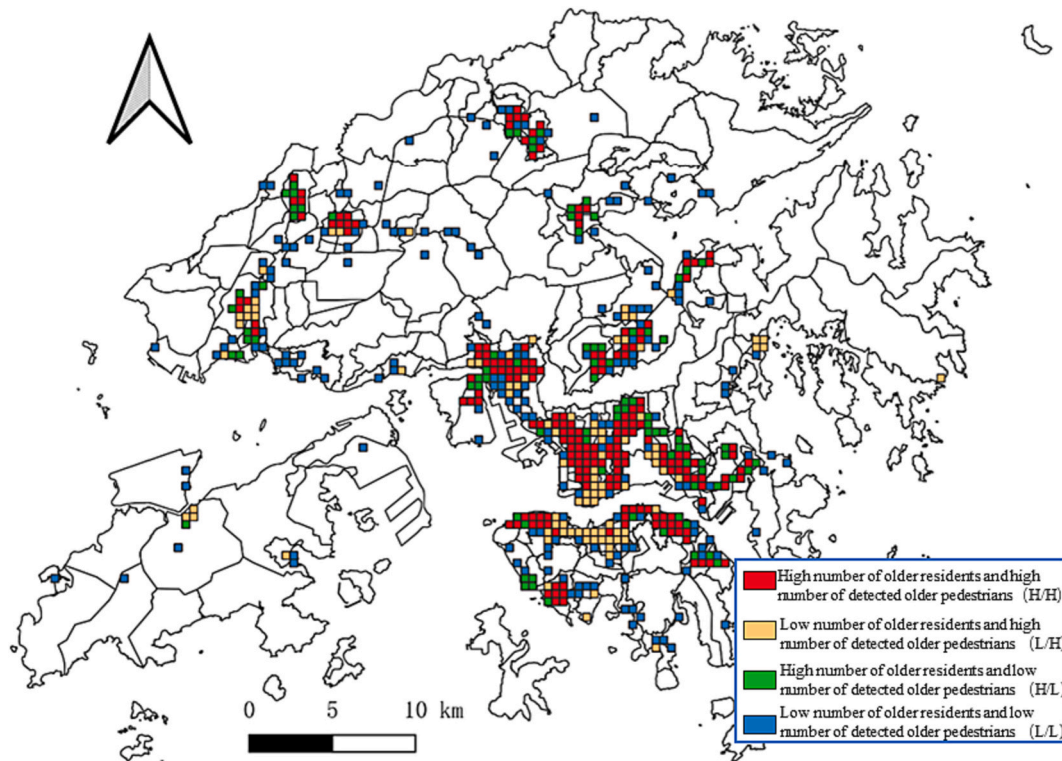 0 5 10 km
High number of older residents and high
number of detected older pedestrians (H/H)
Low number of older residents and high
number of detected older pedestrians (L/H)
High number of older residents and low
number of detected older pedestrians (H/L)
Low number of older residents and low
number of detected older pedestrians (L/L)